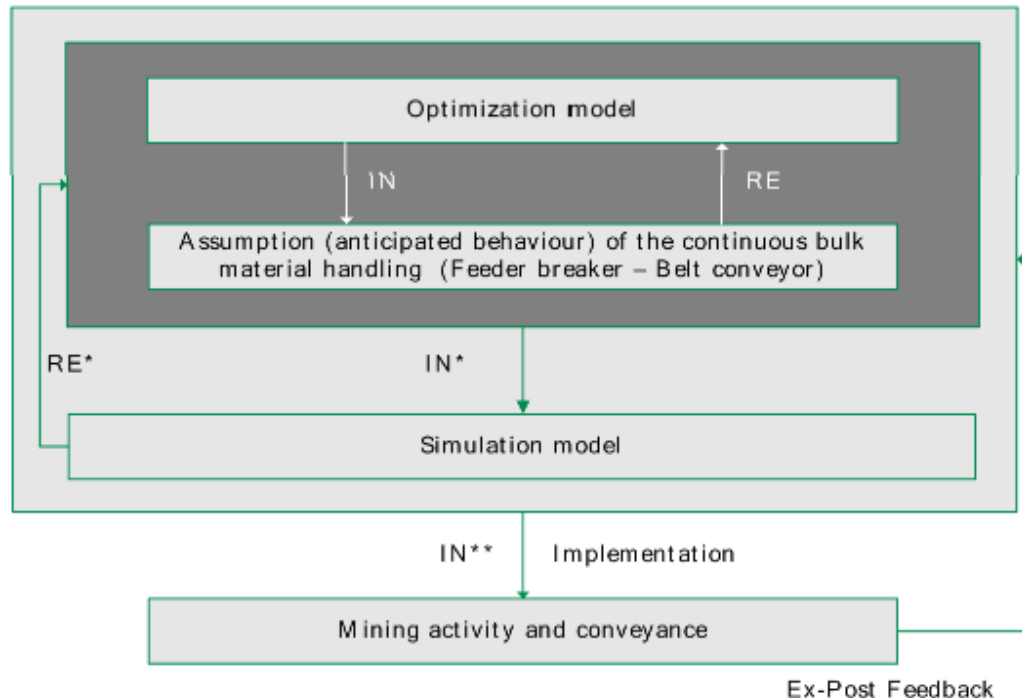 Optimization model
IN
RE
Assumption (anticipated behaviour) of the continuous bulk
material handling (Feeder breaker – Belt conveyor)
RE*
IN*
Simulation model
IN** Implementation
Mining activity and conveyance
Ex-Post Feedback